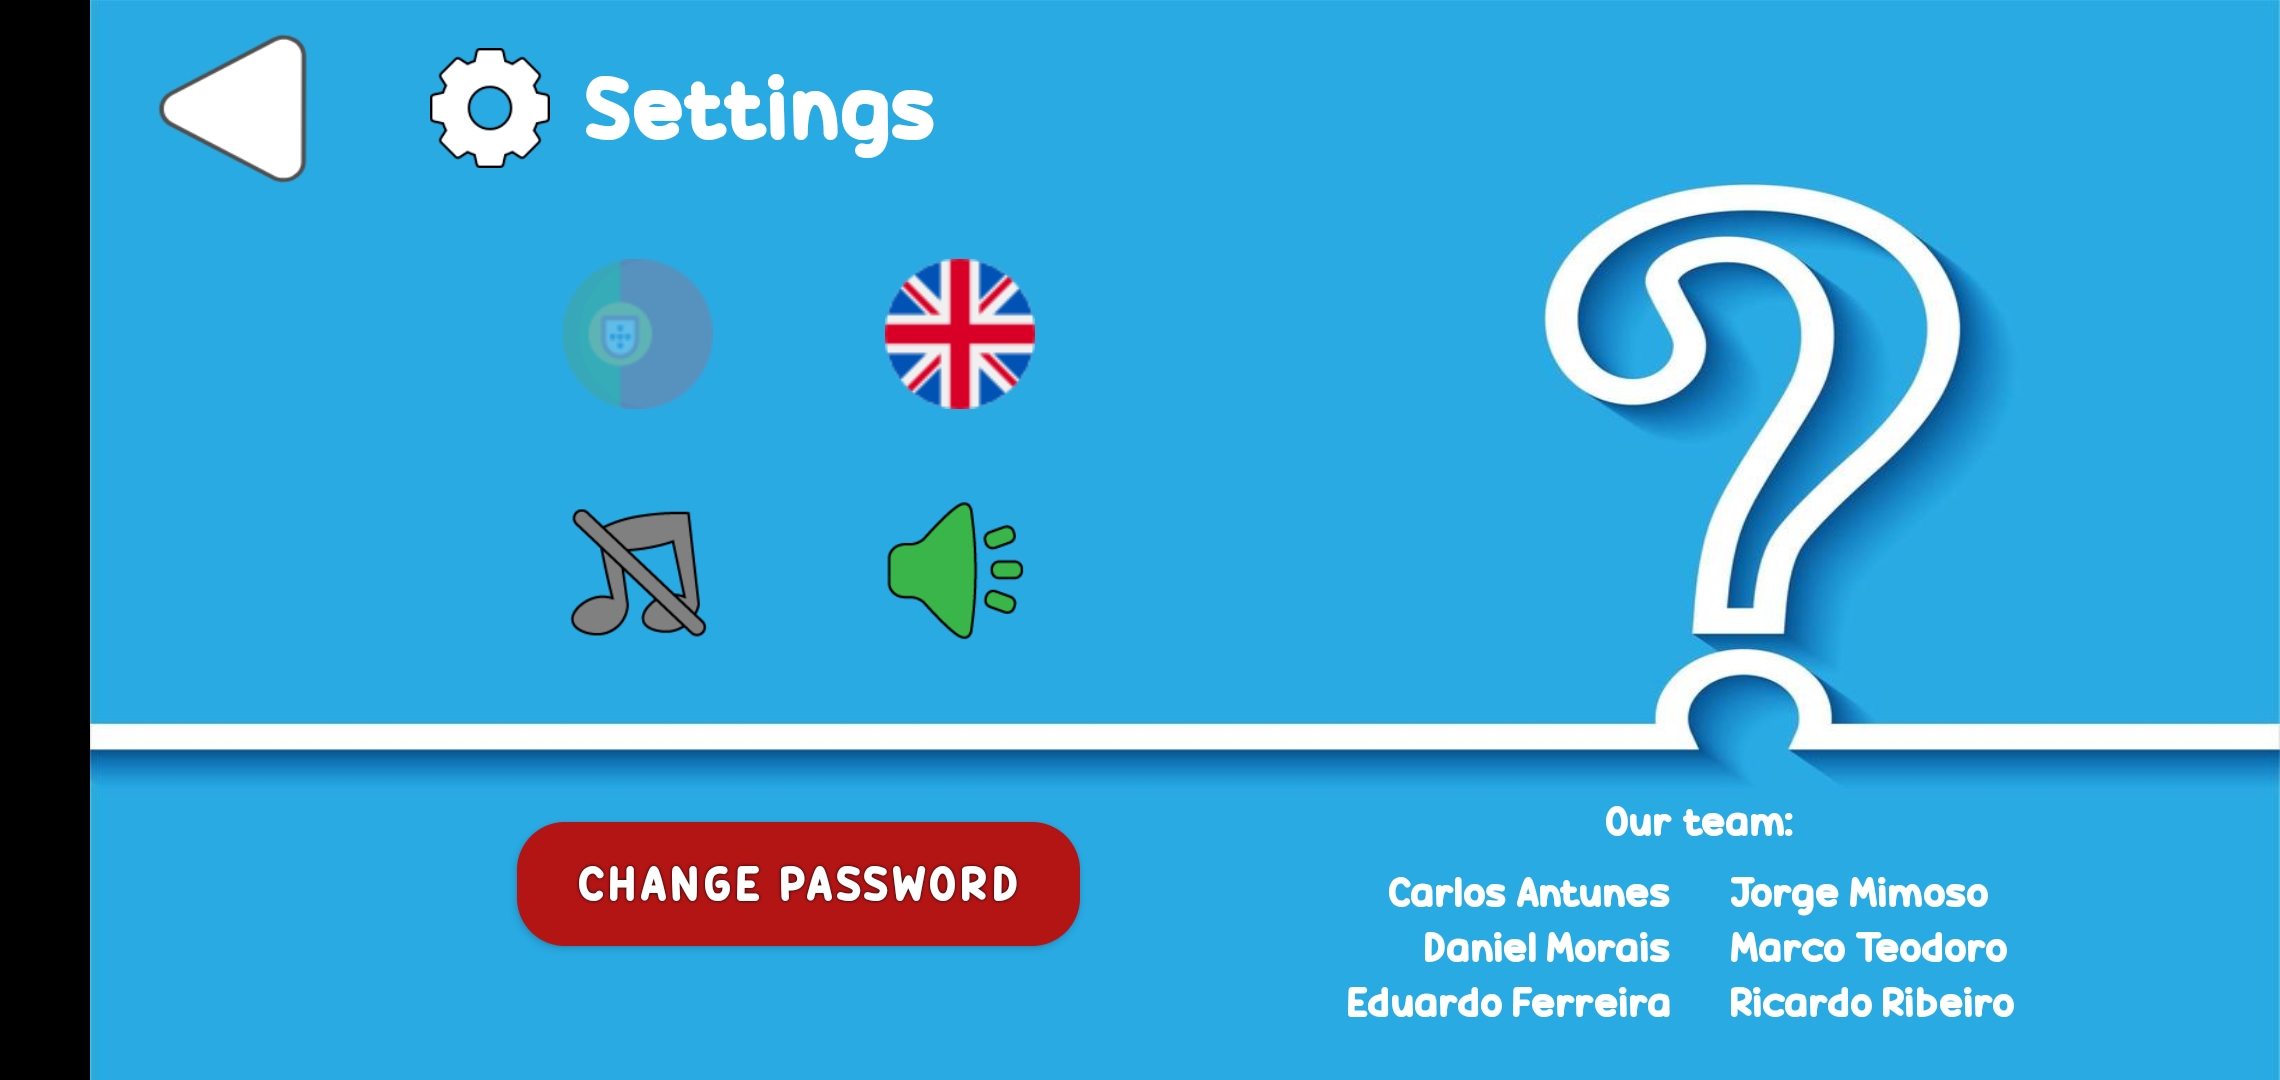 Settings
CHANGE PASSWORD
Our team:
Carlos Antunes Jorge Mimoso
Daniel Morais Marco Teodoro
Eduardo Ferreira Ricardo Ribeiro